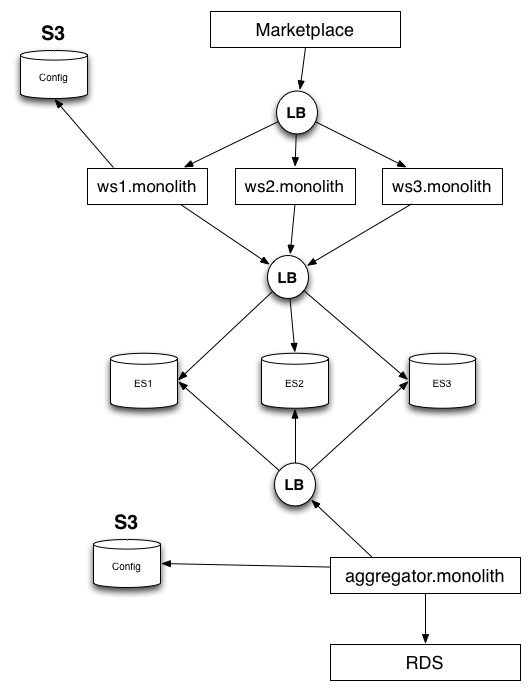 Marketplace
S3
Config
LB
ws1.monolith
ws2.monolith
ws3.monolith
LB
ES1
ES2
ES3
LB
S3
Config
aggregator.monolith
RDS